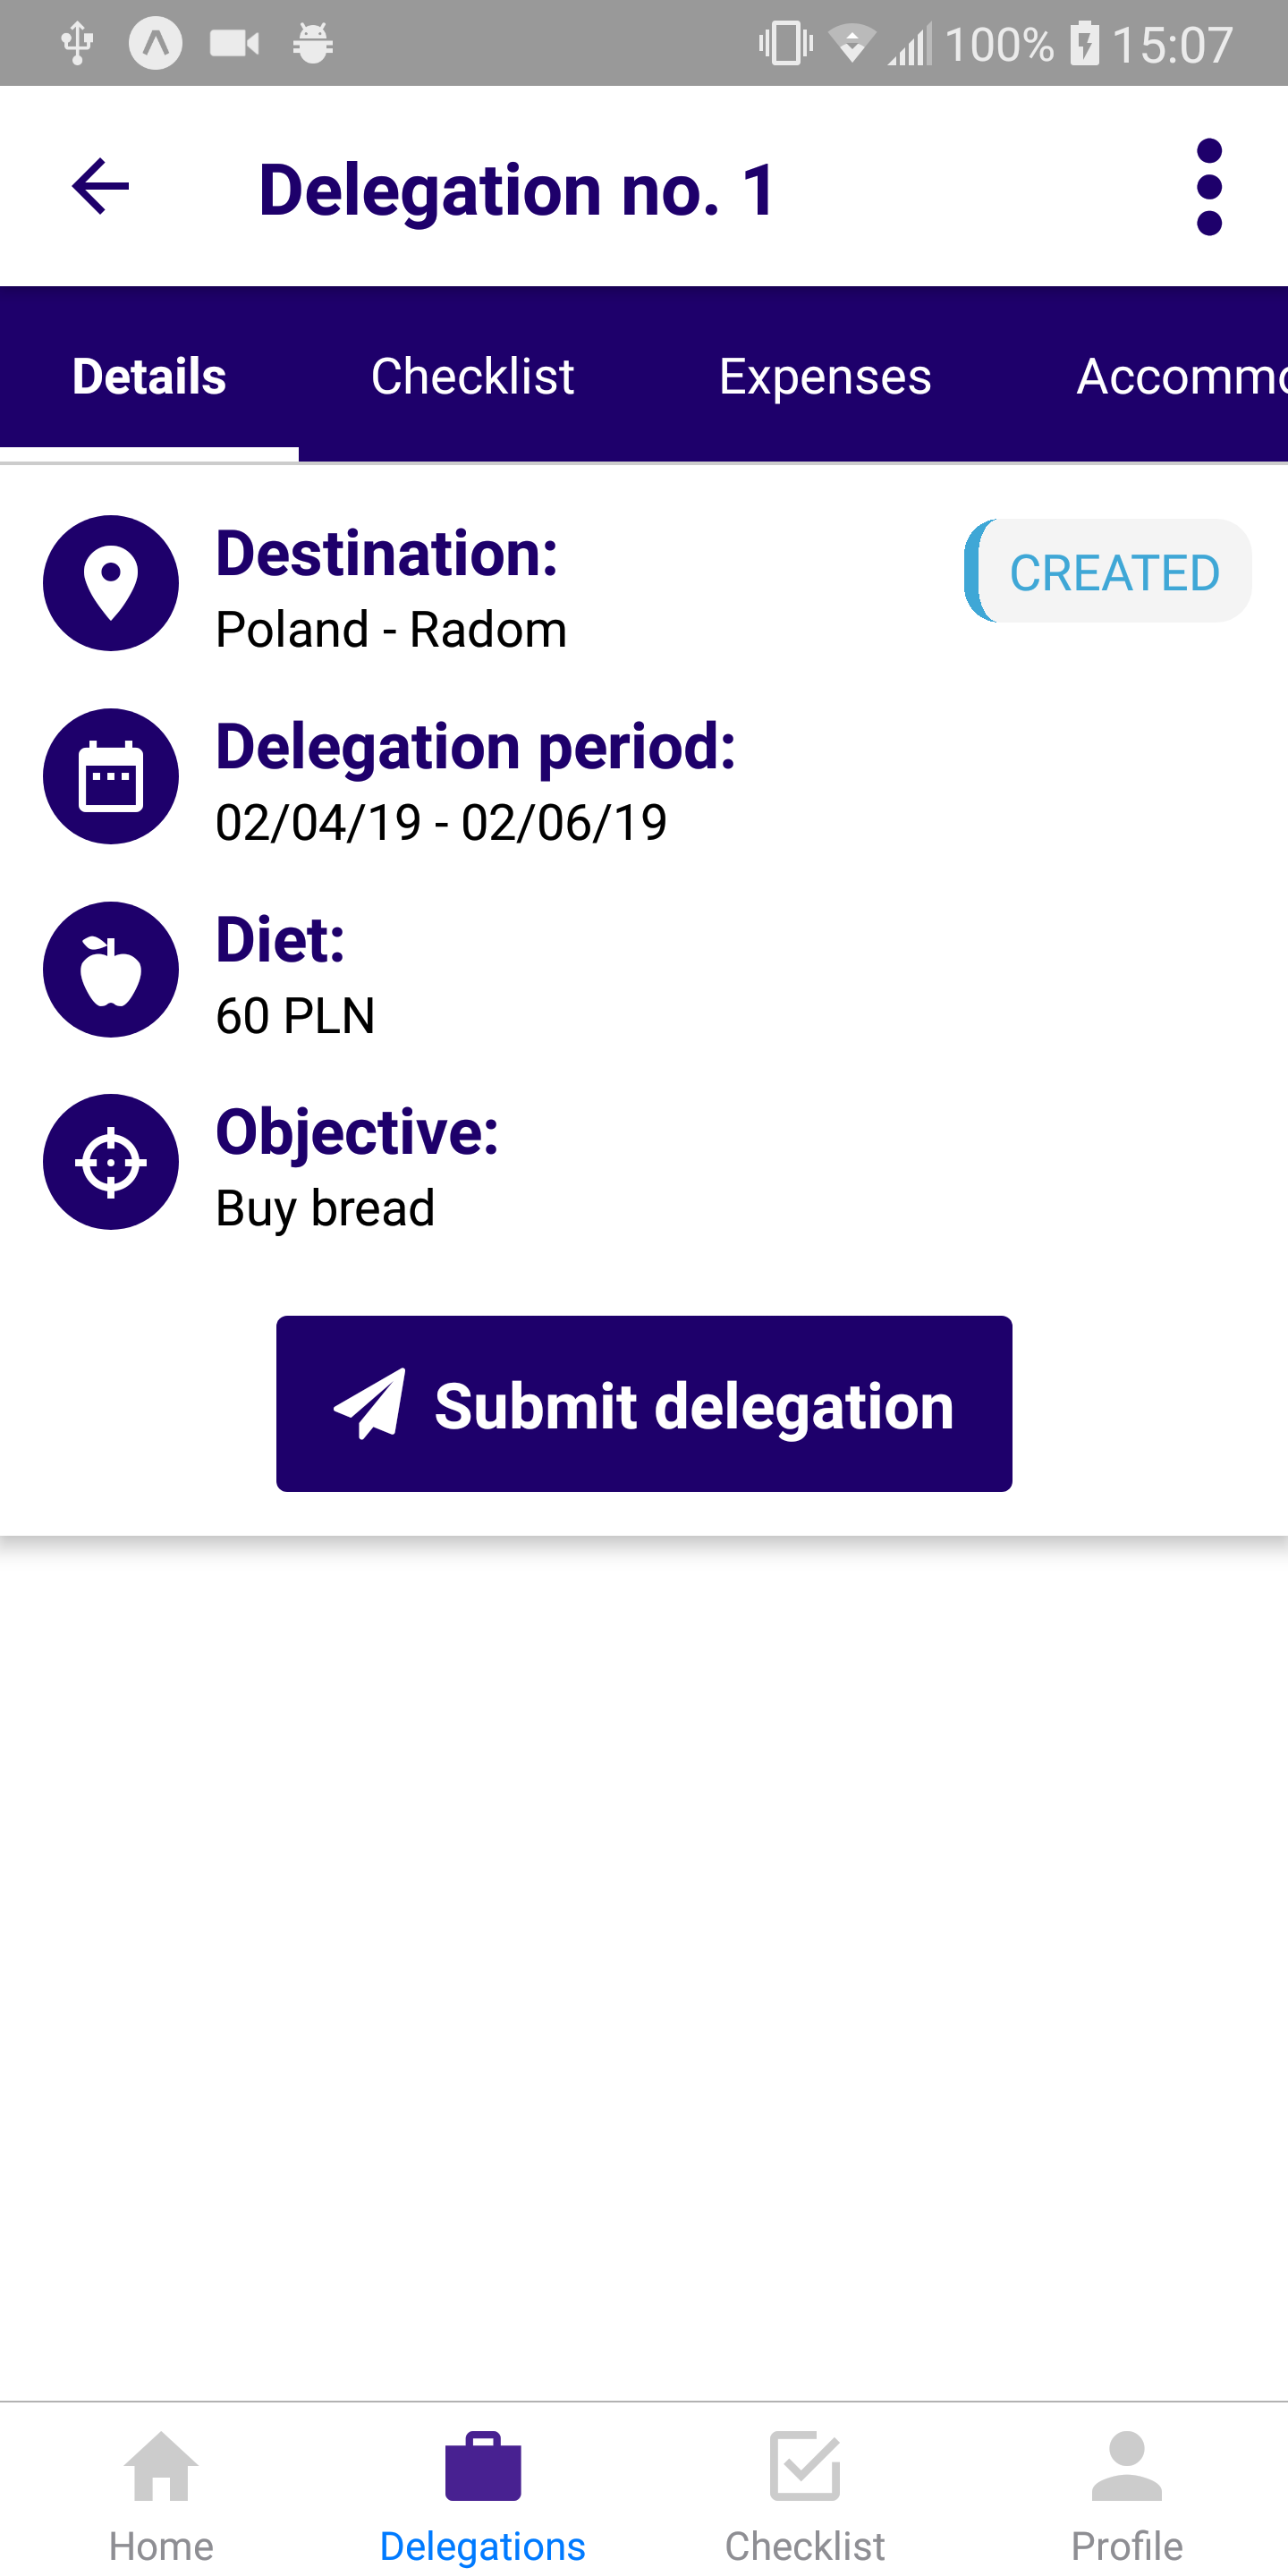 100% 15:07
Delegation no. 1
Details Checklist Expenses Accommo
Destination:
Poland - Radom
CREATED
Delegation period:
02/04/19 - 02/06/19
Diet:
60 PLN
Objective:
Buy bread
Submit delegation
Home Delegations Checklist Profile